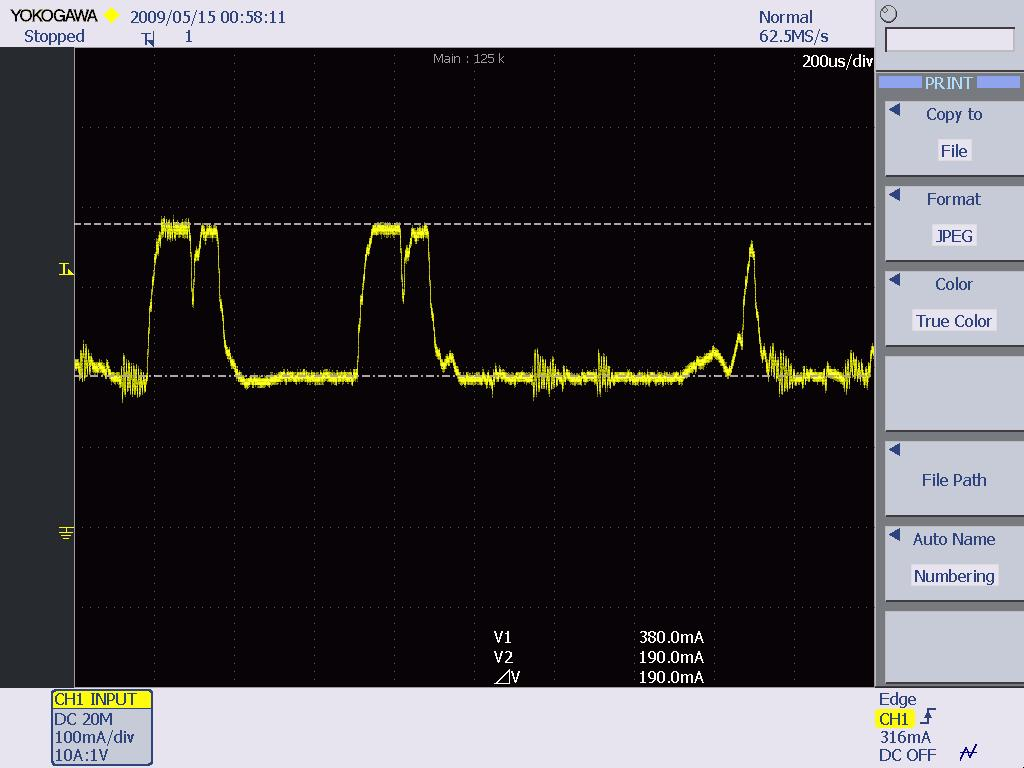 YOKOGAWA 2009/05/15 00:58:11
Stopped 1
Normal
62.5MS/s
Main : 125 k
200us/div
PRINT
Copy to
File
Format
JPEG
Color
True Color
File Path
Auto Name
Numbering
V1 380.0mA
V2 190.0mA
⊿V 190.0mA
CH1 INPUT
DC 20M
100mA/div
10A:1V
Edge
CH1
316mA
DC OFF